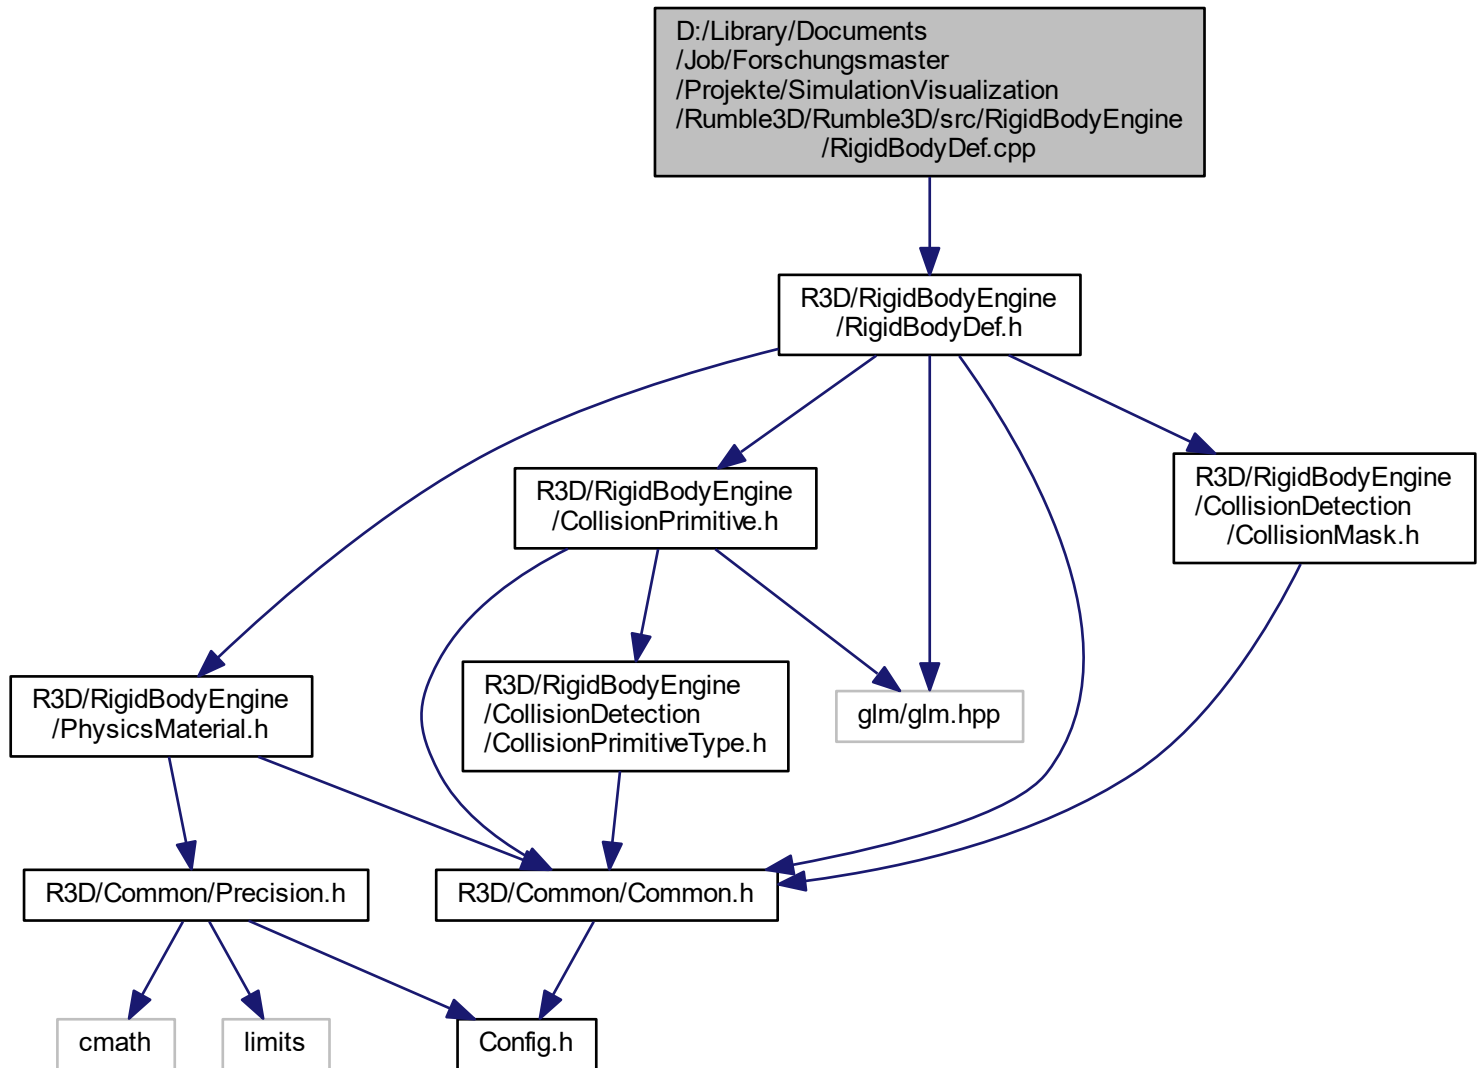 D:/Library/Documents
/Job/Forschungsmaster
/Projekte/SimulationVisualization
/Rumble3D/Rumble3D/src/RigidBodyEngine
/RigidBodyDef.cpp
R3D/RigidBodyEngine
/RigidBodyDef.h
R3D/RigidBodyEngine
/CollisionPrimitive.h
R3D/RigidBodyEngine
/CollisionDetection
/CollisionMask.h
R3D/RigidBodyEngine
/PhysicsMaterial.h
R3D/RigidBodyEngine
/CollisionDetection
/CollisionPrimitiveType.h
glm/glm.hpp
R3D/Common/Precision.h
R3D/Common/Common.h
cmath
limits
Config.h